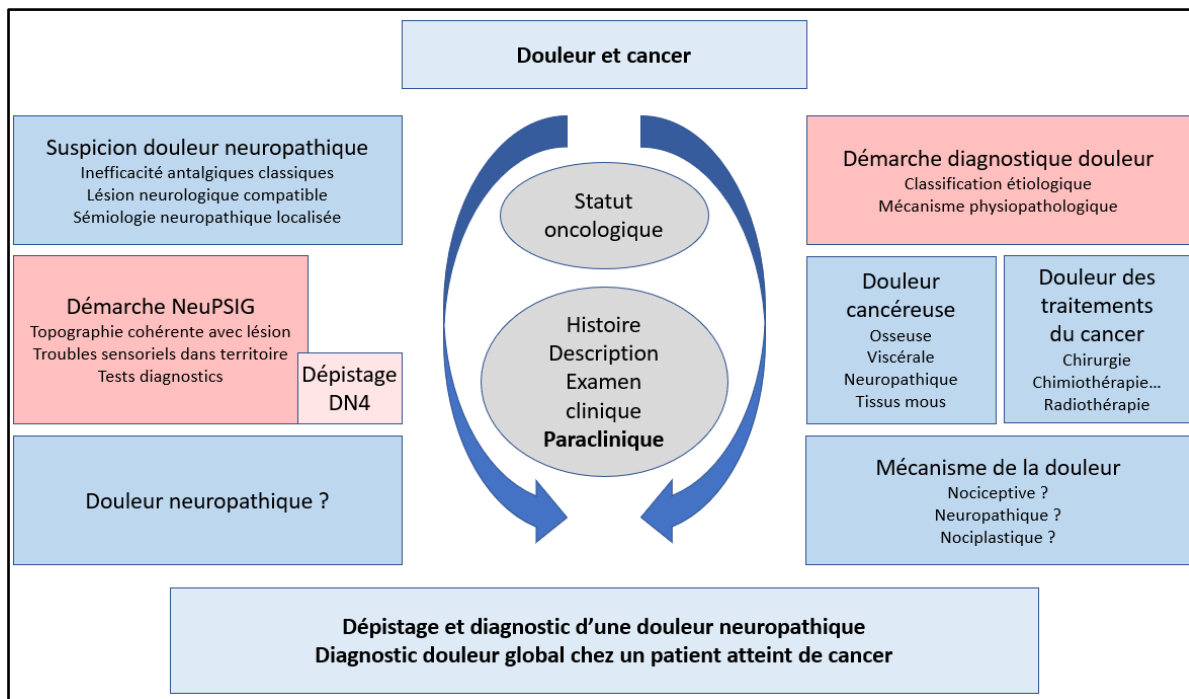 Douleur et cancer
Suspicion douleur neuropathique
Inefficacité antalgiques classiques
Lésion neurologique compatible
Sémiologie neuropathique localisée
Démarche NeuPSIG
Topographie cohérente avec lésion
Troubles sensoriels dans territoire
Tests diagnostics
Dépistage
DN4
Douleur neuropathique ?
Statut
oncologique
Histoire
Description
Examen
clinique
Paraclinique
Démarche diagnostique douleur
Classification étiologique
Mécanisme physiopathologique
Douleur
cancéreuse
Osseuse
Viscérale
Neuropathique
Tissus mous
Douleur des
traitements
du cancer
Chirurgie
Chimiothérapie…
Radiothérapie
Mécanisme de la douleur
Nociceptive ?
Neuropathique ?
Nociplastique ?
Dépistage et diagnostic d’une douleur neuropathique
Diagnostic douleur global chez un patient atteint de cancer